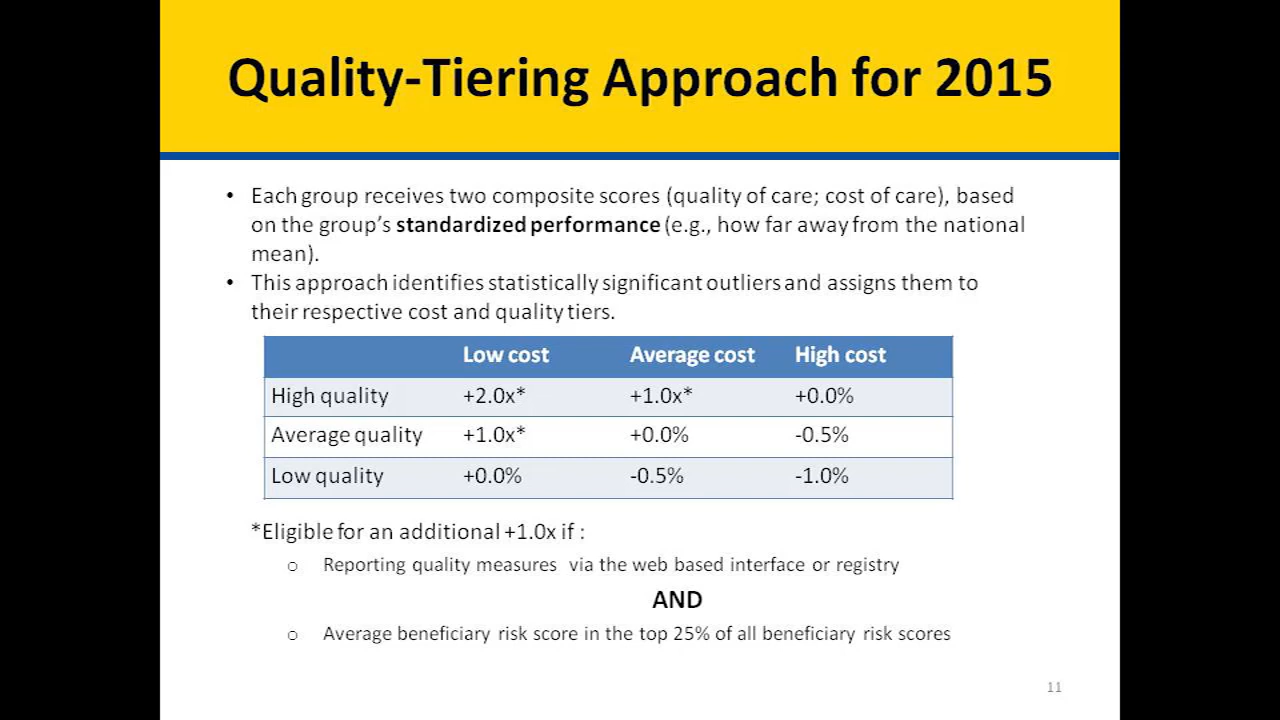 Quality-Tiering Approach for 2015
• Each group receives two composite scores (quality of care; cost of care), based
on the group's standardized performance (e.g., how far away from the national
mean).
• This approach identifies statistically significant outliers and assigns them to
their respective cost and quality tiers.
Low cost Average cost High cost
High quality +2.0x* +1.0x* +0.0%
Average quality +1.0x* +0.0% -0.5%
Low quality +0.0% -0.5% -1.0%
*Eligible for an additional +1.0x if :
o Reporting quality measures via the web based interface or registry
AND
o Average beneficiary risk score in the top 25% of all beneficiary risk scores
11